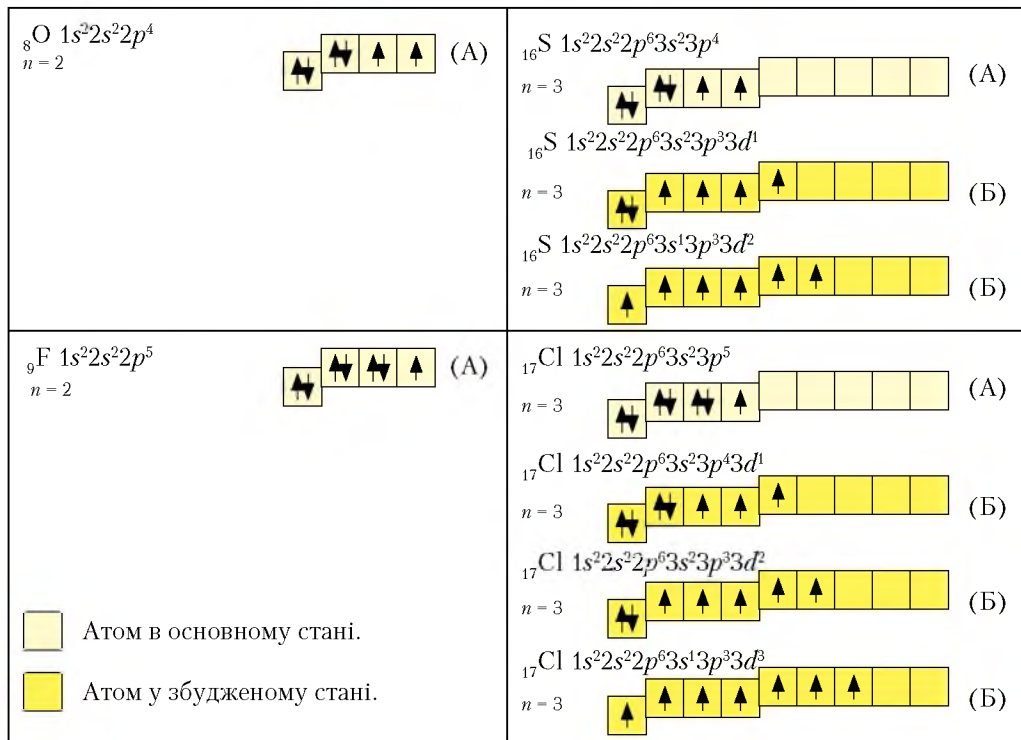 ₈O 1s²2s²2p⁴
n = 2
(А)
₁₆S 1s²2s²2p⁶3s²3p⁴
n = 3
(А)
₁₆S 1s²2s²2p⁶3s²3p³3d¹
n = 3
(Б)
₁₆S 1s²2s²2p⁶3s¹3p³3d²
n = 3
(Б)
₉F 1s²2s²2p⁵
n = 2
(А)
Атом в основному стані.
Атом у збудженому стані.
₁₇Cl 1s²2s²2p⁶3s²3p⁵
n = 3
(А)
₁₇Cl 1s²2s²2p⁶3s²3p⁴3d¹
n = 3
(Б)
₁₇Cl 1s²2s²2p⁶3s²3p³3d²
n = 3
(Б)
₁₇Cl 1s²2s²2p⁶3s¹3p³3d³
n = 3
(Б)